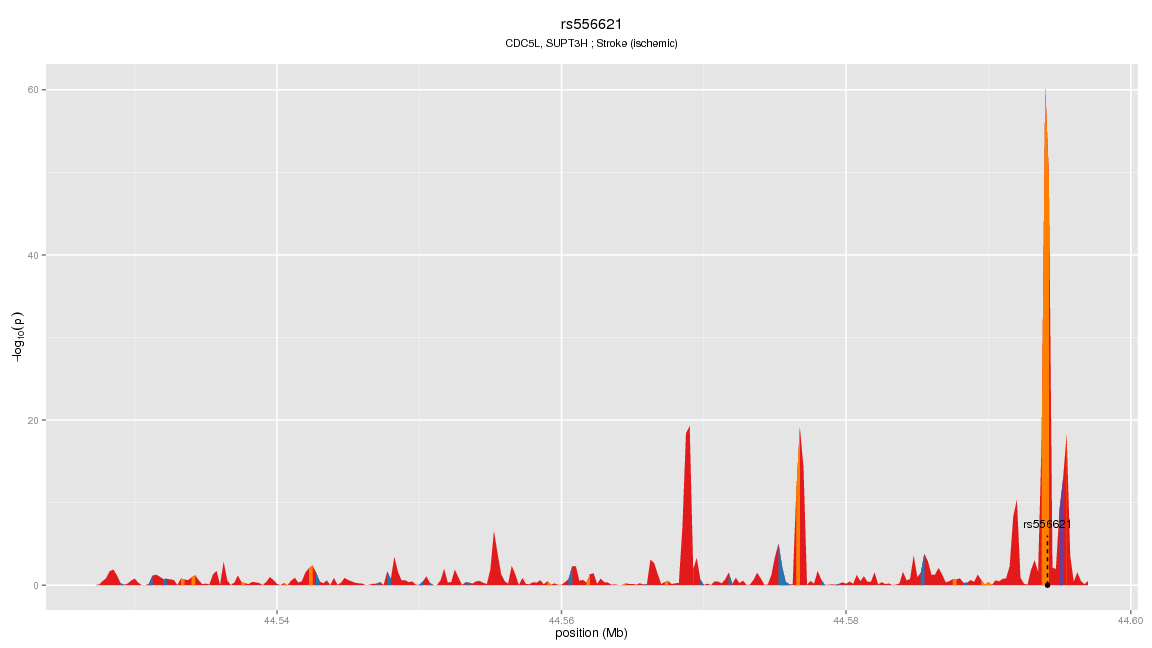 rs556621
CDC5L, SUPT3H ; Stroke (ischemic)
60
40
20
0
−log10(p)
rs556621
44.54
44.56
44.58
44.60
position (Mb)